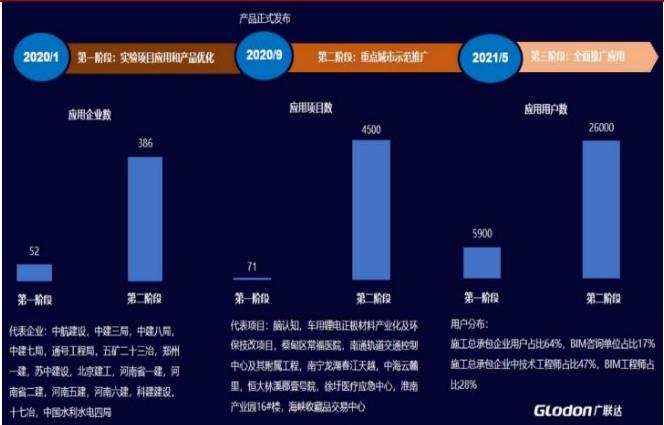 产品正式发布
2020/1
第一阶段：实验项目应用和产品优化
2020/9
第二阶段：重点城市示范推广
2021/5
第三阶段：全面推广应用
应用企业数
386
52
第一阶段
第二阶段
代表企业：中航建设，中建三局，中建八局，
中建七局，通号工程局，五矿二十三冶，郑州
一建，苏中建设，北京建工，河南省一建，河
南省二建，河南五建，河南六建，科建建设，
十七冶，中国水利水电四局
应用项目数
4500
71
第一阶段
第二阶段
代表项目：脑认知，车用锂电正极材料产业化及环
保技改项目，蔡甸区常福医院，南通轨道交通控制
中心及其附属工程，南宁龙湖春江天越，中海云麓
里，恒大林溪郡壹号院，徐圩医疗应急中心，淮南
产业园16#楼，海峡收藏品交易中心
应用用户数
26000
5900
第一阶段
第二阶段
用户分布：
施工总承包企业用户占比64%，BIM咨询单位占比17%
施工总承包企业中技术工程师占比47%，BIM工程师占
比28%
GLodon广联达